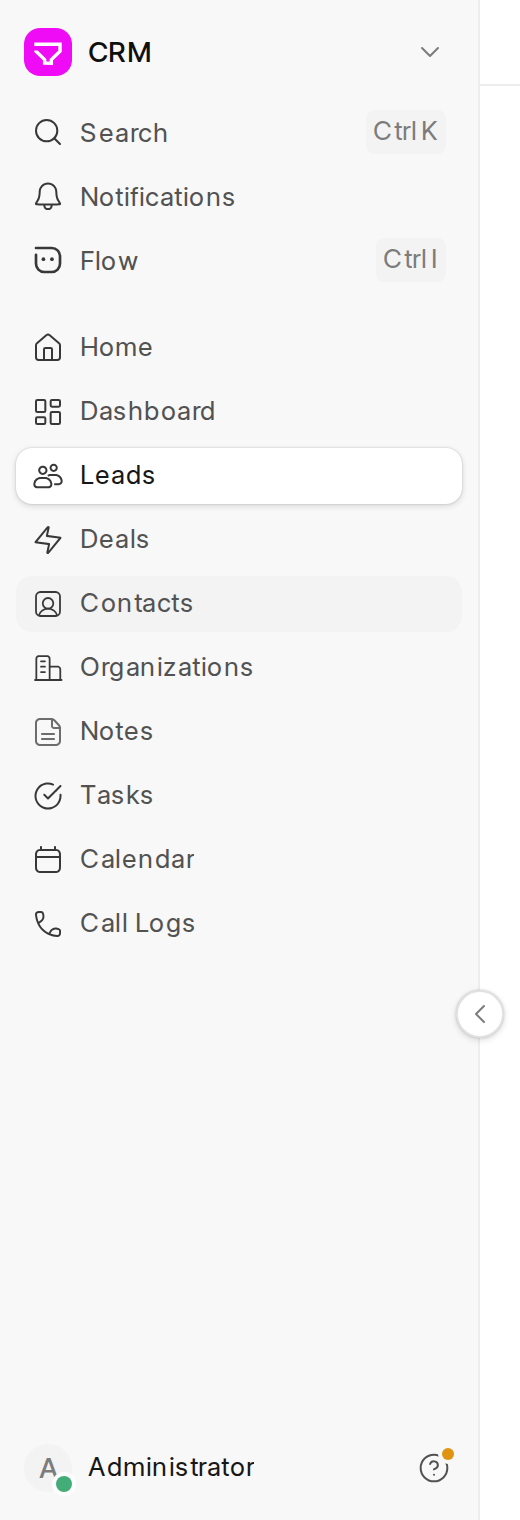 CRM
Search Ctrl K
Notifications
Flow Ctrl I
Home
Dashboard
Leads
Deals
Contacts
Organizations
Notes
Tasks
Calendar
Call Logs
A Administrator